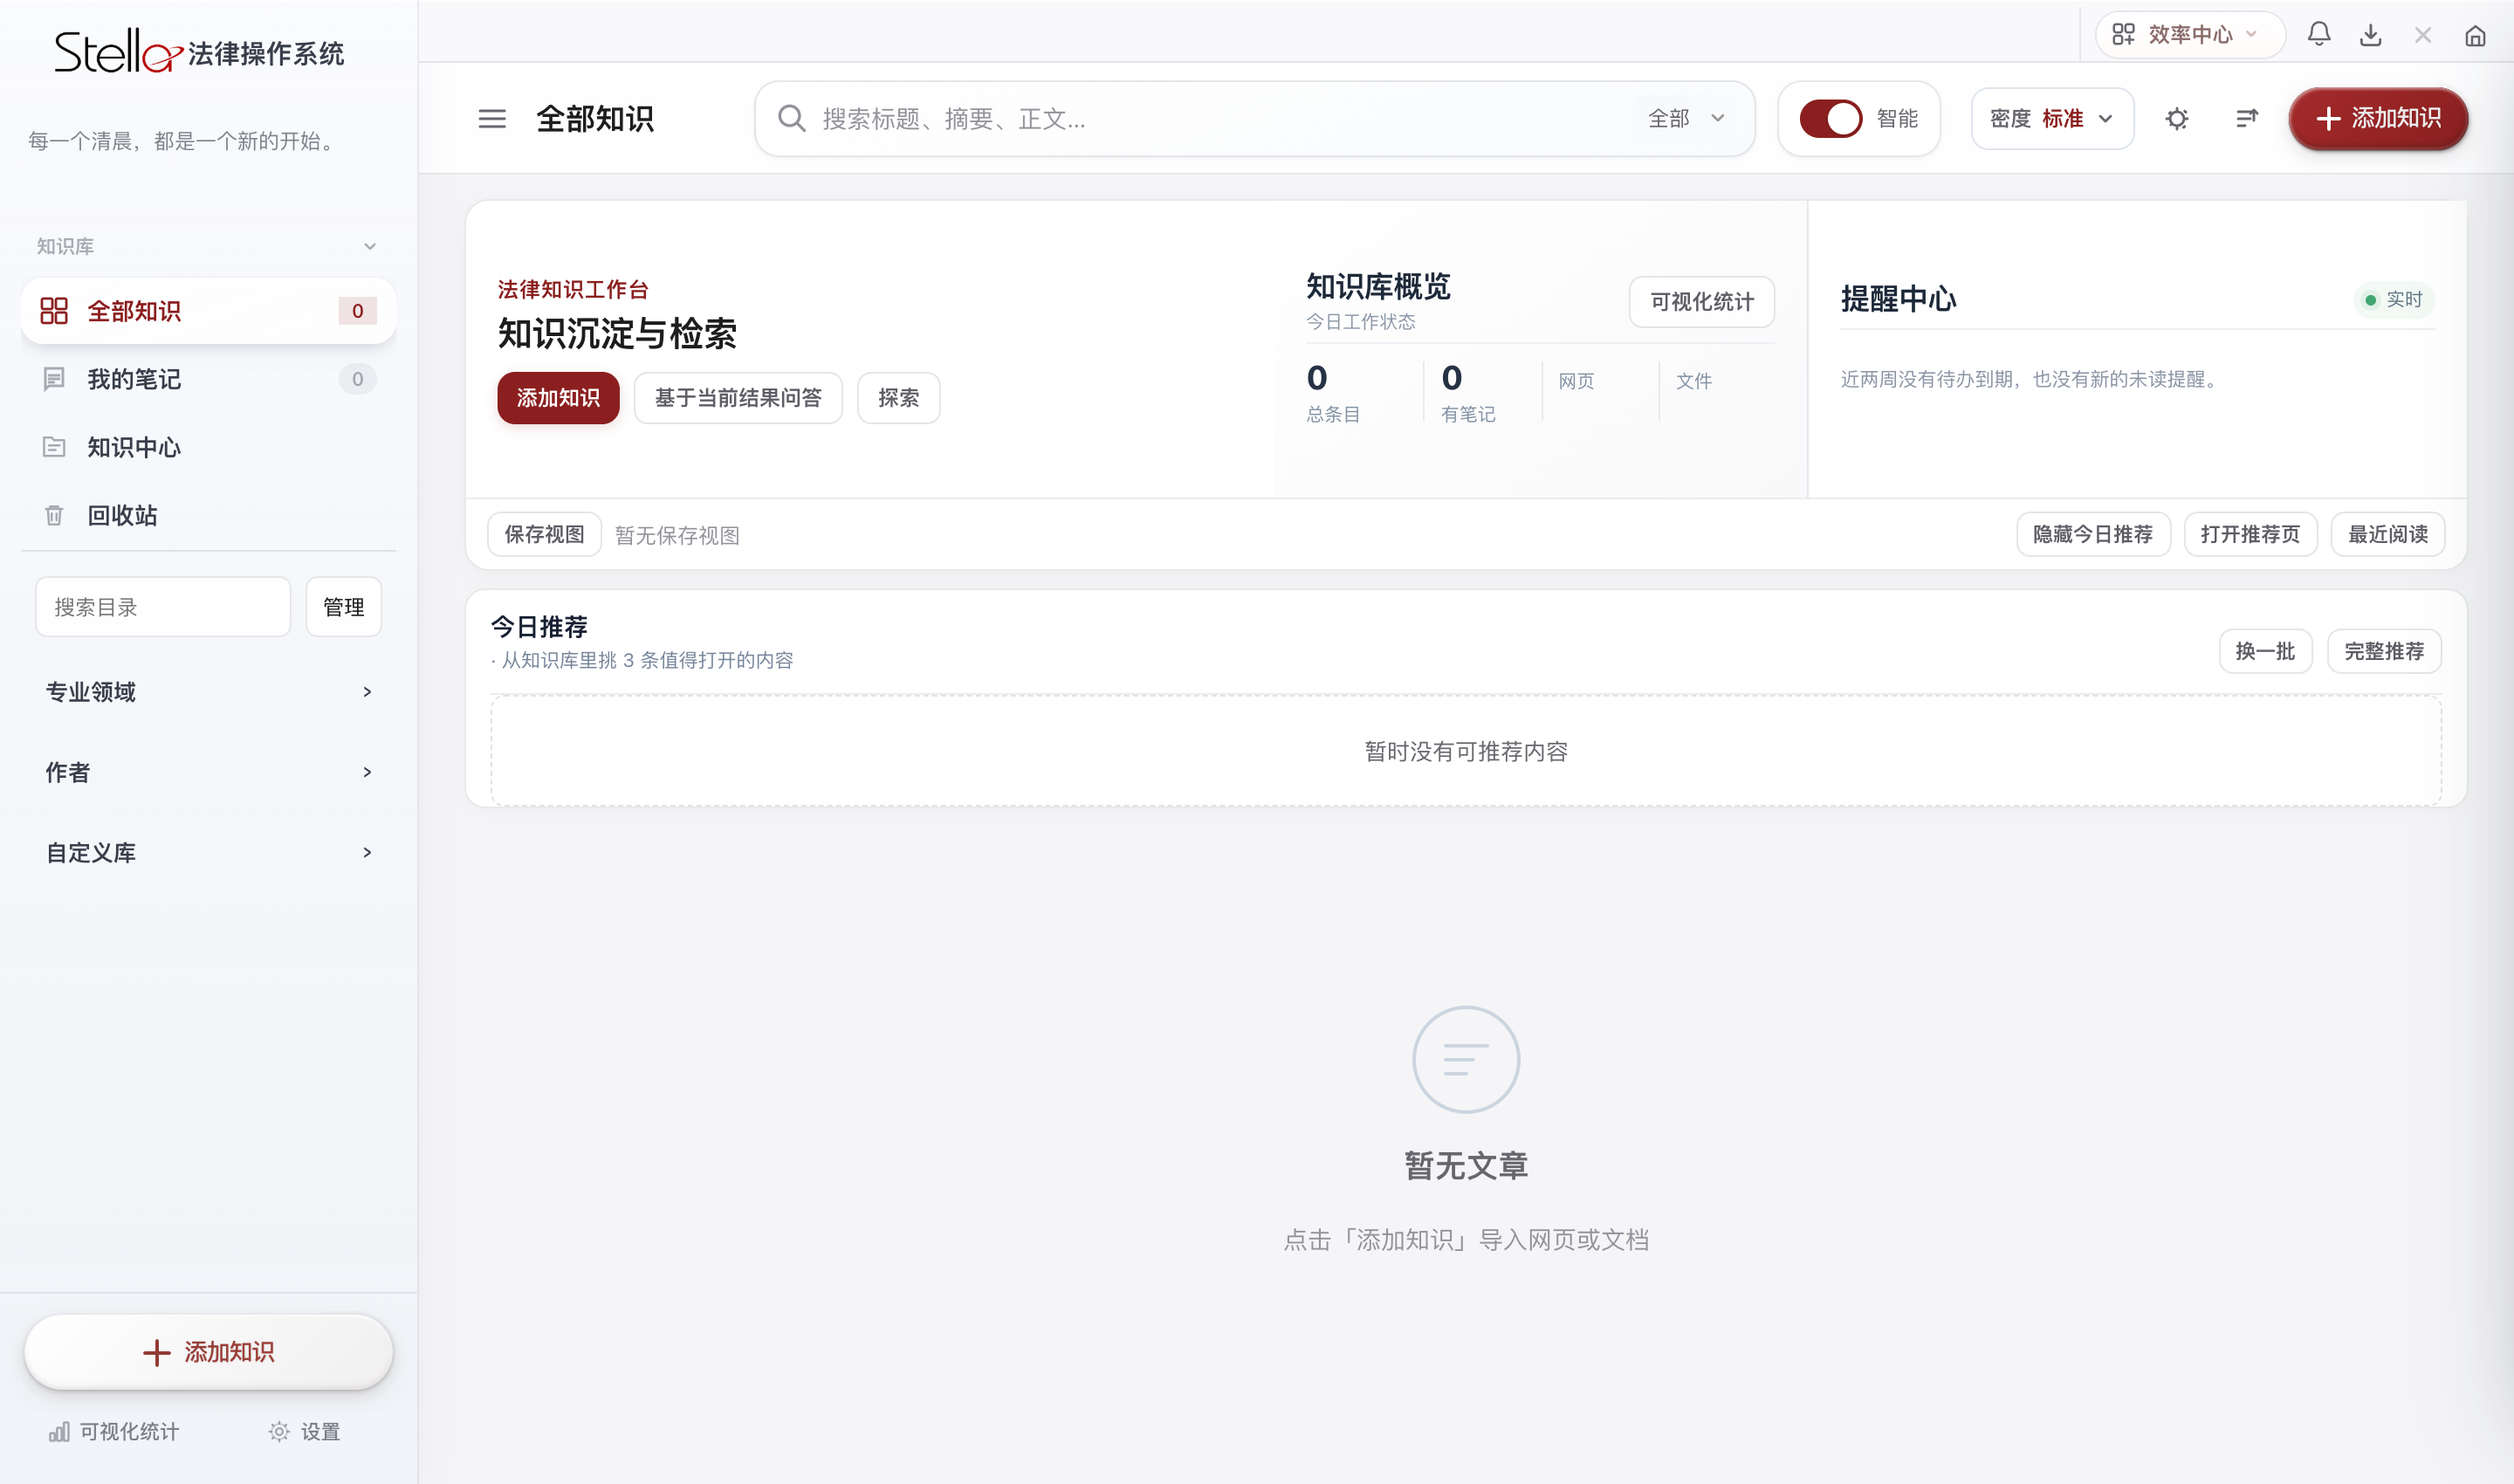 Stella 法律操作系统
每一个清晨，都是一个新的开始。
知识库
全部知识 0
我的笔记 0
知识中心
回收站
搜索目录 管理
专业领域
作者
自定义库
添加知识
可视化统计 设置
效率中心
全部知识
搜索标题、摘要、正文... 全部
智能
密度 标准
添加知识
法律知识工作台
知识沉淀与检索
添加知识 基于当前结果问答 探索
知识库概览
今日工作状态
可视化统计
0 总条目
0 有笔记
网页
文件
提醒中心
实时
近两周没有待办到期，也没有新的未读提醒。
保存视图 暂无保存视图
隐藏今日推荐 打开推荐页 最近阅读
今日推荐
· 从知识库里挑 3 条值得打开的内容
换一批 完整推荐
暂时没有可推荐内容
暂无文章
点击「添加知识」导入网页或文档